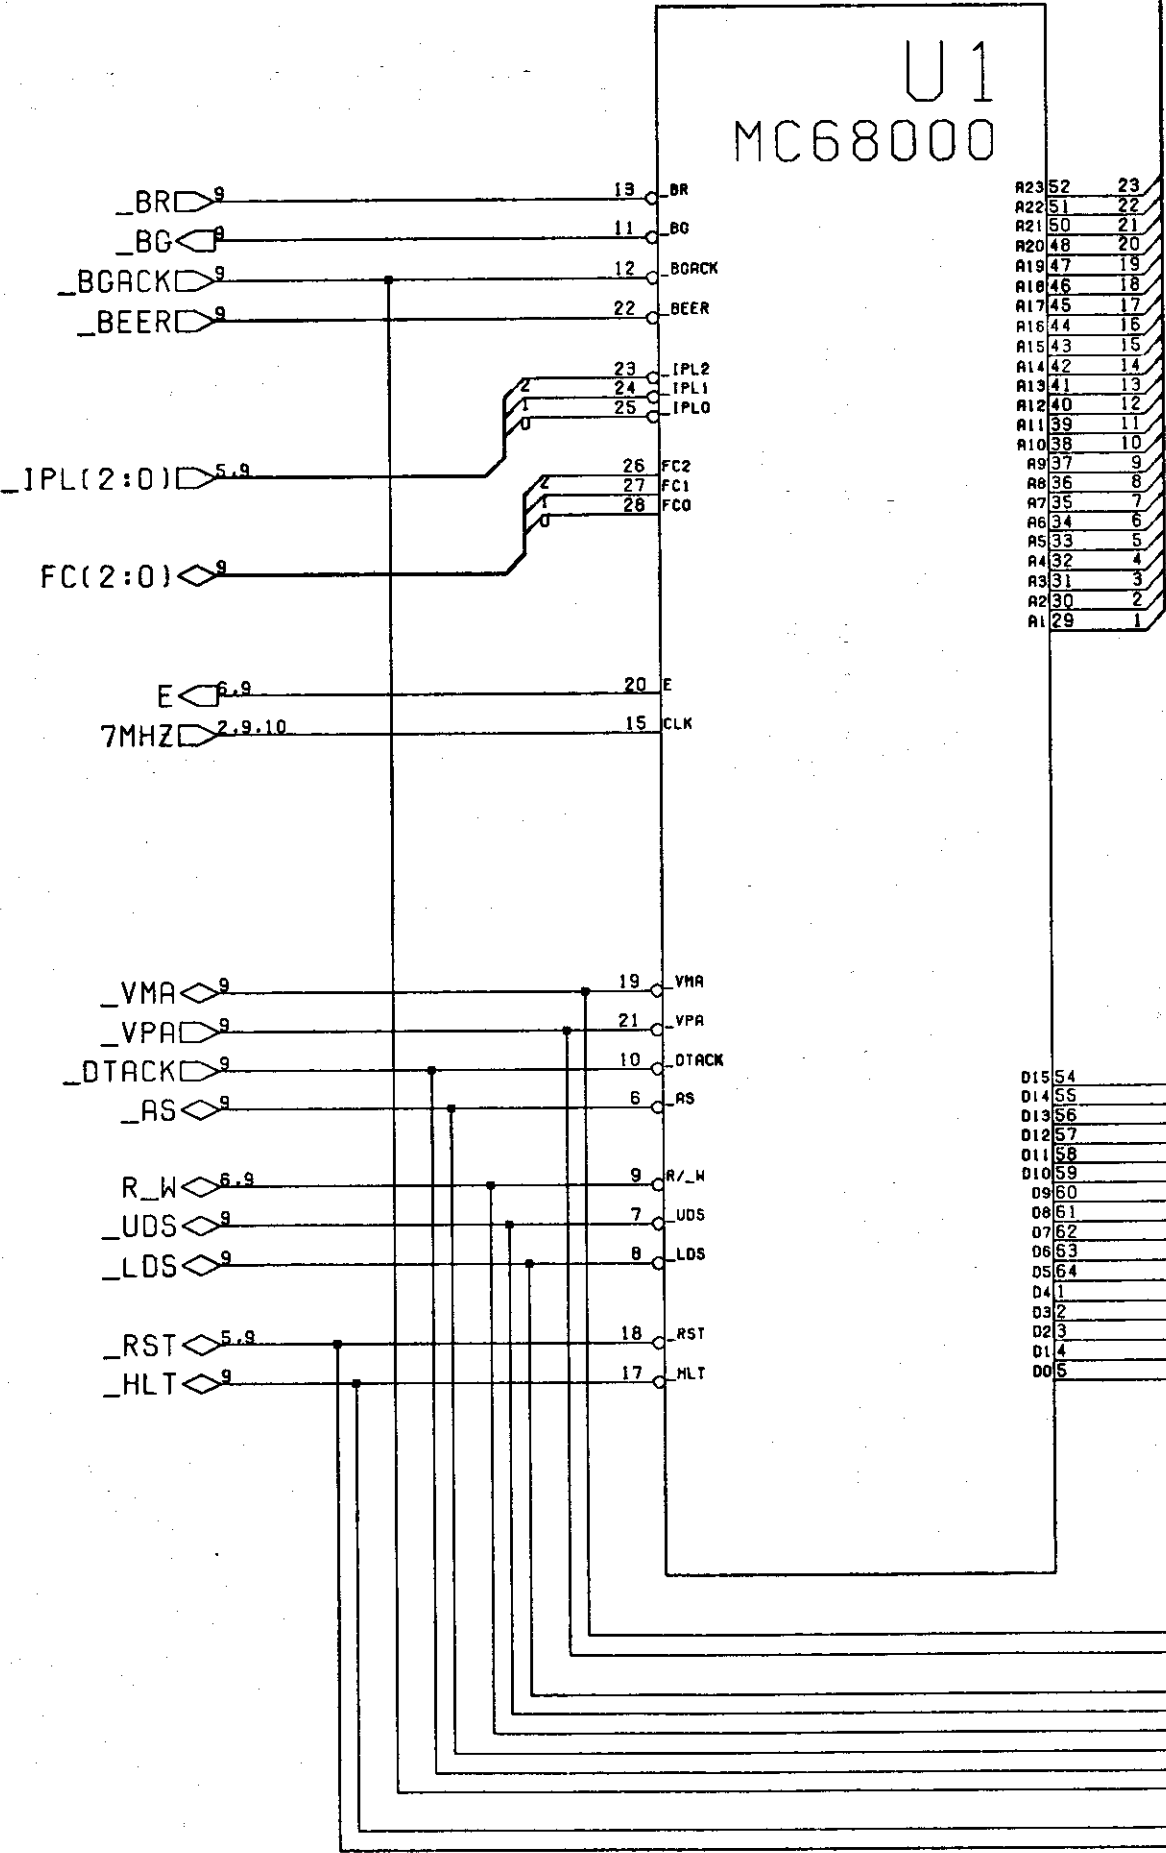 U1
MC68000
_BR 9 13 _BR
_BG 9 11 _BG
_BGACK 9 12 _BGACK
_BEER 9 22 _BEER
23 _IPL2
2 24 _IPL1
1 25 _IPL0
0
_IPL(2:0) 5,9
26 FC2
2 27 FC1
1 28 FC0
0
FC(2:0) 9
E 6,9 20 E
7MHZ 2,9,10 15 CLK
_VMA 9 19 _VMA
_VPA 9 21 _VPA
_DTACK 9 10 _DTACK
_AS 9 6 _AS
R_W 6,9 9 R/_W
_UDS 9 7 _UDS
_LDS 9 8 _LDS
_RST 5,9 18 _RST
_HLT 9 17 _HLT
A23 52 23
A22 51 22
A21 50 21
A20 48 20
A19 47 19
A18 46 18
A17 45 17
A16 44 16
A15 43 15
A14 42 14
A13 41 13
A12 40 12
A11 39 11
A10 38 10
A9 37 9
A8 36 8
A7 35 7
A6 34 6
A5 33 5
A4 32 4
A3 31 3
A2 30 2
A1 29 1
D15 54
D14 55
D13 56
D12 57
D11 58
D10 59
D9 60
D8 61
D7 62
D6 63
D5 64
D4 1
D3 2
D2 3
D1 4
D0 5